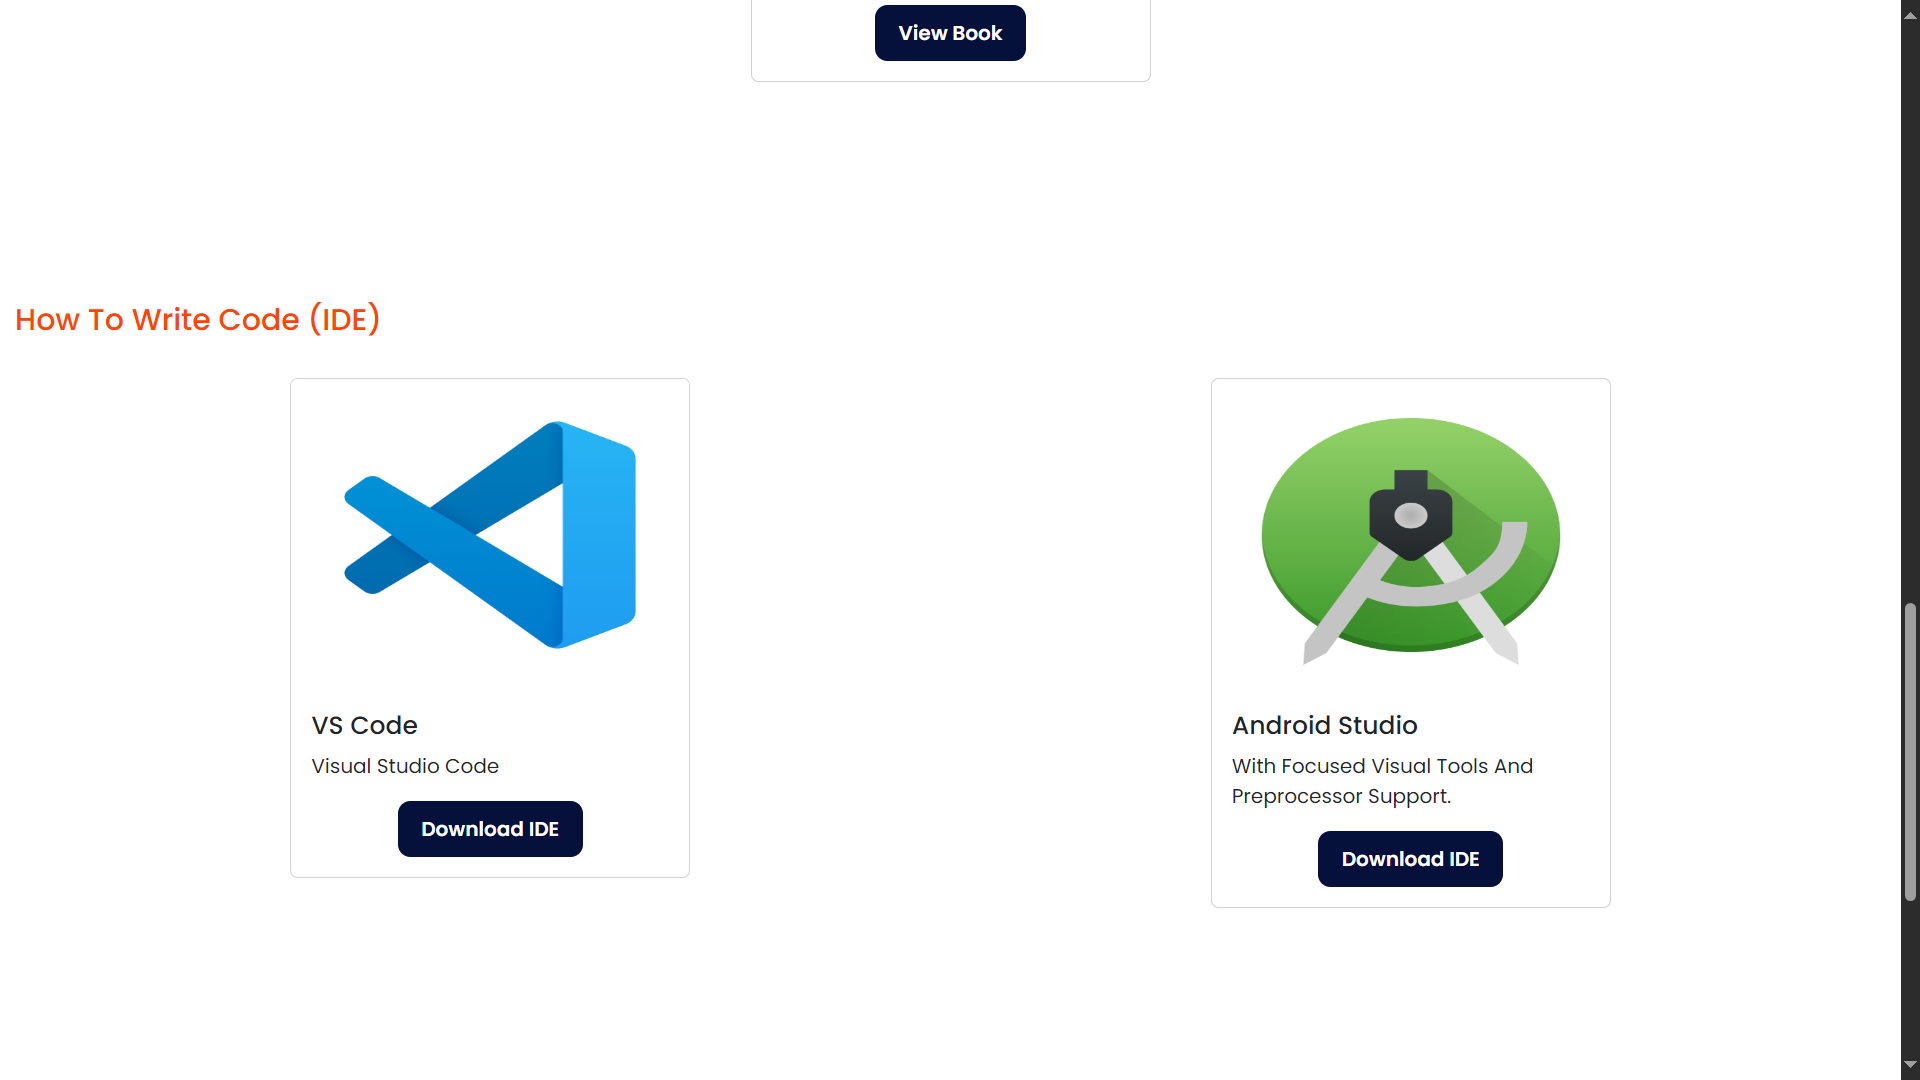 View Book
How To Write Code (IDE)
VS Code
Visual Studio Code
Download IDE
Android Studio
With Focused Visual Tools And
Preprocessor Support.
Download IDE